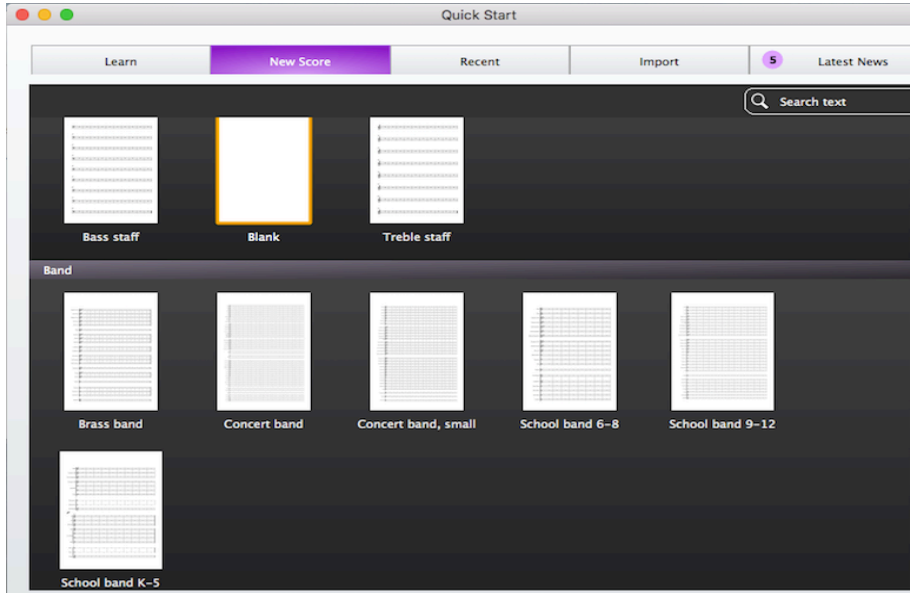 Quick Start
Learn New Score Recent Import 5 Latest News
Search text
Bass staff Blank Treble staff
Band
Brass band Concert band Concert band, small School band 6-8 School band 9-12
School band K-5